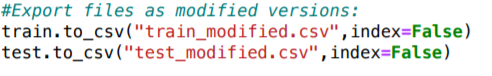 #Export files as modified versions:
train.to_csv("train_modified.csv",index=False)
test.to_csv("test_modified.csv",index=False)